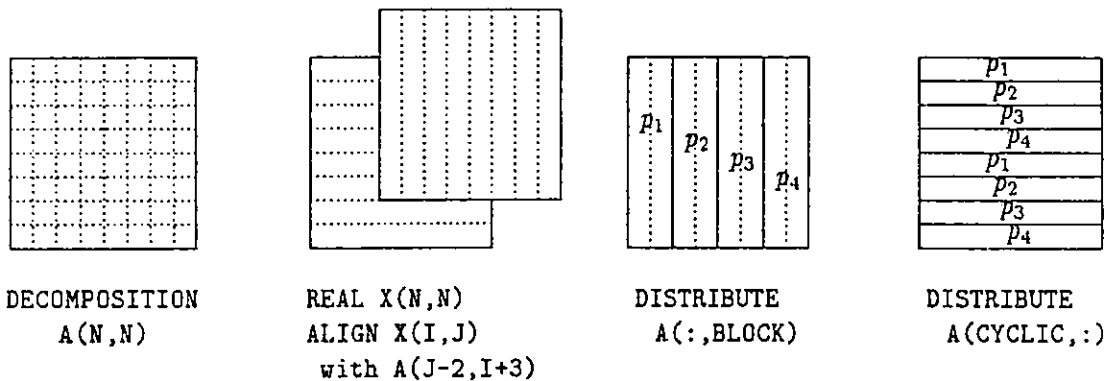 p1
p2
p3
p4
p1
p2
p3
p4
p1
p2
p3
p4
DECOMPOSITION
A(N,N)
REAL X(N,N)
ALIGN X(I,J)
with A(J-2,I+3)
DISTRIBUTE
A(:,BLOCK)
DISTRIBUTE
A(CYCLIC,:)